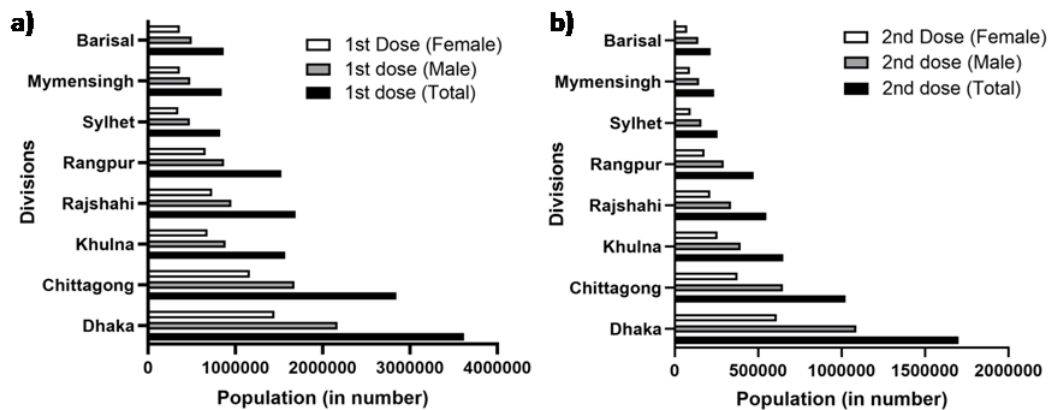 a)
1st Dose (Female)
1st dose (Male)
1st dose (Total)
Divisions
Barisal
Mymensingh
Sylhet
Rangpur
Rajshahi
Khulna
Chittagong
Dhaka
0 1000000 2000000 3000000 4000000
Population (in number)
b)
2nd Dose (Female)
2nd dose (Male)
2nd dose (Total)
Divisions
Barisal
Mymensingh
Sylhet
Rangpur
Rajshahi
Khulna
Chittagong
Dhaka
0 500000 1000000 1500000 2000000
Population (in number)